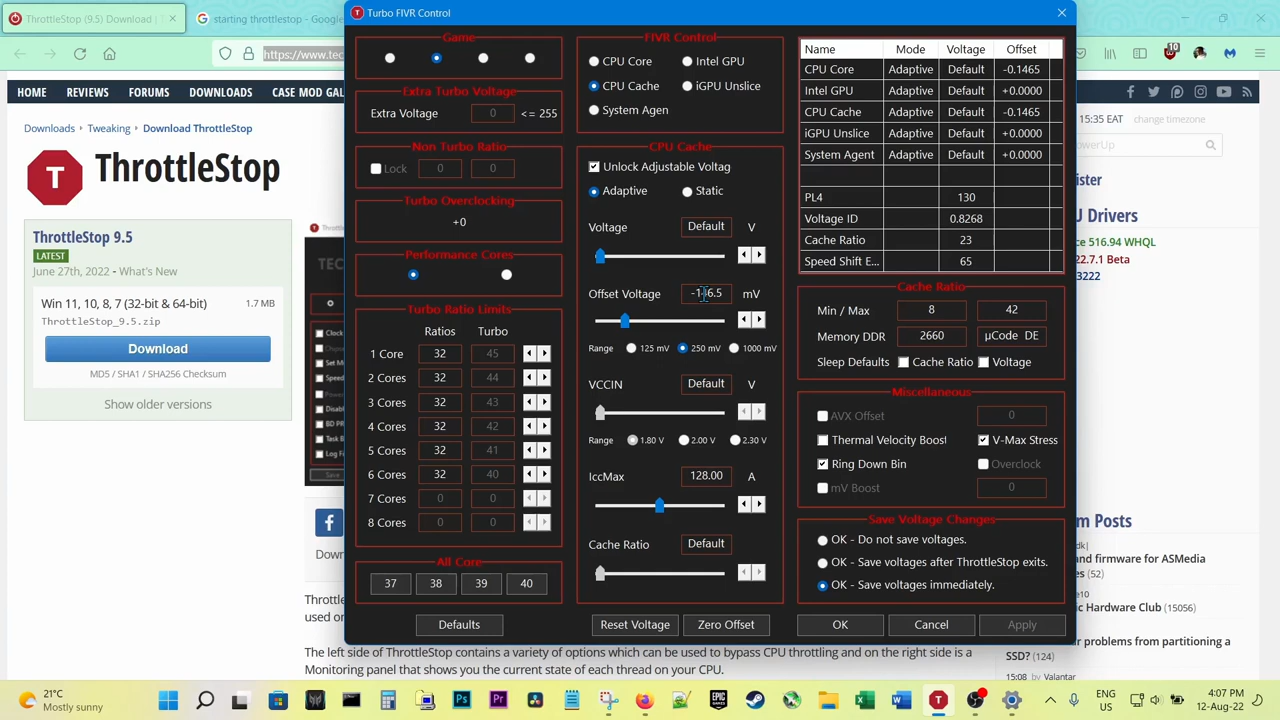 ThrottleStop (9.5) Download |
starting throttlestop - Google
https://www.tec
HOME
REVIEWS
FORUMS
DOWNLOADS
CASE MOD GAL
15:35 EAT
change timezone
Downloads
Tweaking
Download ThrottleStop
ThrottleStop
ThrottleStop 9.5
LATEST
June 27th, 2022 - What's New
Win 11, 10, 8, 7 (32-bit & 64-bit)
1.7 MB
ThrottleStop_9.5.zip
Download
MD5 / SHA1 / SHA256 Checksum
Show older versions
Turbo FIVR Control
Game
Extra Turbo Voltage
Extra Voltage
0
<= 255
Non Turbo Ratio
Lock
0
0
Turbo Overclocking
+0
Performance Cores
Turbo Ratio Limits
Ratios
Turbo
1 Core
32
45
2 Cores
32
44
3 Cores
32
43
4 Cores
32
42
5 Cores
32
41
6 Cores
32
40
7 Cores
0
0
8 Cores
0
0
All Core
37
38
39
40
Defaults
FIVR Control
CPU Core
Intel GPU
CPU Cache
iGPU Unslice
System Agen
CPU Cache
Unlock Adjustable Voltag
Adaptive
Static
Voltage
Default
V
Offset Voltage
mV
Range
125 mV
250 mV
1000 mV
VCCIN
Default
V
Range
1.80 V
2.00 V
2.30 V
IccMax
128.00
A
Cache Ratio
Default
Reset Voltage
Zero Offset
Name
Mode
Voltage
Offset
CPU Core
Adaptive
Default
-0.1465
Intel GPU
Adaptive
Default
+0.0000
CPU Cache
Adaptive
Default
-0.1465
iGPU Unslice
Adaptive
Default
+0.0000
System Agent
Adaptive
Default
+0.0000
PL4
130
Voltage ID
0.8268
Cache Ratio
23
Speed Shift E...
65
Cache Ratio
Min / Max
8
42
Memory DDR
2660
µCode DE
Sleep Defaults
Cache Ratio
Voltage
Miscellaneous
AVX Offset
0
Thermal Velocity Boost
V-Max Stress
Ring Down Bin
Overclock
mV Boost
0
Save Voltage Changes
OK - Do not save voltages.
OK - Save voltages after ThrottleStop exits.
OK - Save voltages immediately.
OK
Cancel
Apply
516.94 WHQL
7.1 Beta
3222
(52)
ic Hardware Club (15056)
r problems from partitioning a
SSD? (124)
15:08 by Valantar
The left side of ThrottleStop contains a variety of options which can be used to bypass CPU throttling and on the right side is a
Monitoring panel that shows you the current state of each thread on your CPU.
21°C
Mostly sunny
ENG
US
4:07 PM
12-Aug-22